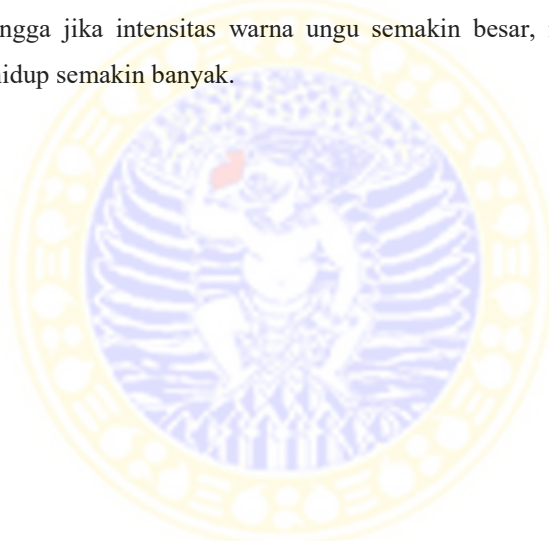 ngga jika intensitas warna ungu semakin besar,
hidup semakin banyak.